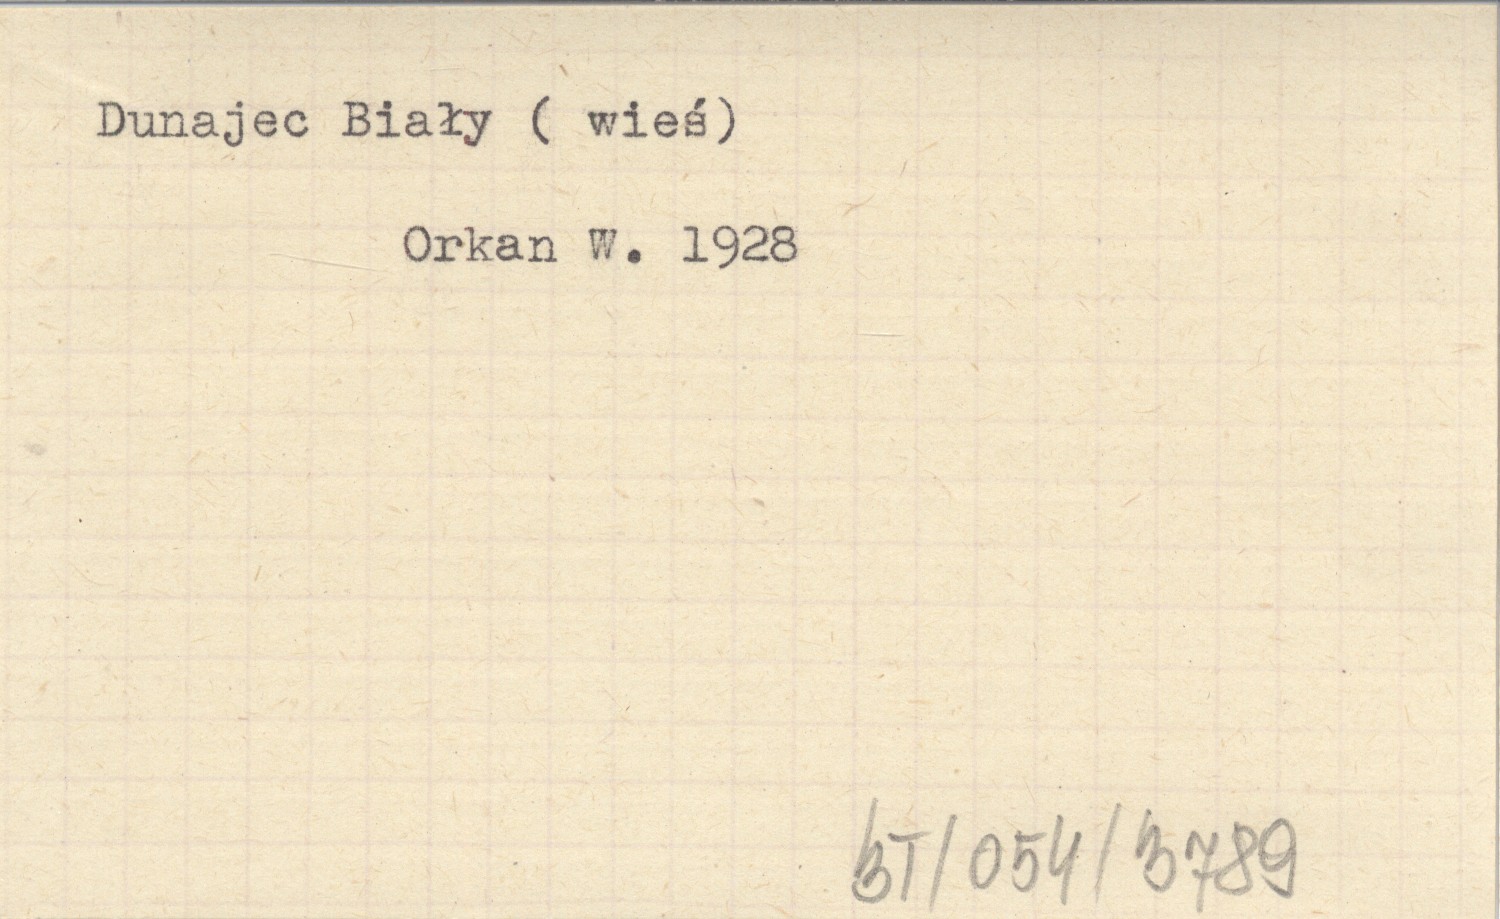 Dunajec Biały ( wieś)
Orkan W. 1928
BT/054/3789